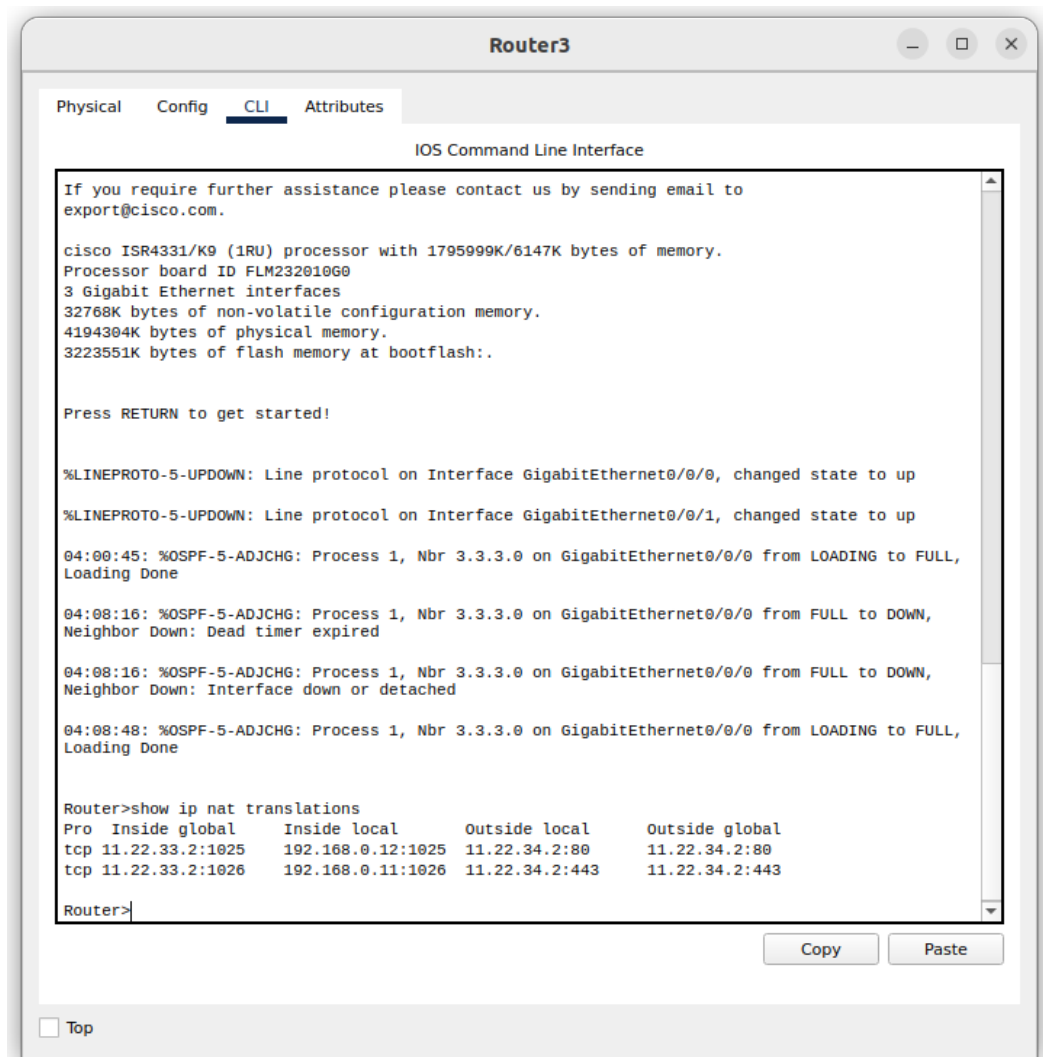 Router3
Physical Config CLI Attributes
IOS Command Line Interface
If you require further assistance please contact us by sending email to
export@cisco.com.
cisco ISR4331/K9 (1RU) processor with 1795999K/6147K bytes of memory.
Processor board ID FLM232010G0
3 Gigabit Ethernet interfaces
32768K bytes of non-volatile configuration memory.
4194304K bytes of physical memory.
3223551K bytes of flash memory at bootflash:.
Press RETURN to get started!
%LINEPROTO-5-UPDOWN: Line protocol on Interface GigabitEthernet0/0/0, changed state to up
%LINEPROTO-5-UPDOWN: Line protocol on Interface GigabitEthernet0/0/1, changed state to up
04:00:45: %OSPF-5-ADJCHG: Process 1, Nbr 3.3.3.0 on GigabitEthernet0/0/0 from LOADING to FULL,
Loading Done
04:08:16: %OSPF-5-ADJCHG: Process 1, Nbr 3.3.3.0 on GigabitEthernet0/0/0 from FULL to DOWN,
Neighbor Down: Dead timer expired
04:08:16: %OSPF-5-ADJCHG: Process 1, Nbr 3.3.3.0 on GigabitEthernet0/0/0 from FULL to DOWN,
Neighbor Down: Interface down or detached
04:08:48: %OSPF-5-ADJCHG: Process 1, Nbr 3.3.3.0 on GigabitEthernet0/0/0 from LOADING to FULL,
Loading Done
Router>show ip nat translations
Pro  Inside global     Inside local       Outside local      Outside global
tcp 11.22.33.2:1025    192.168.0.12:1025  11.22.34.2:80      11.22.34.2:80
tcp 11.22.33.2:1026    192.168.0.11:1026  11.22.34.2:443     11.22.34.2:443
Router>
Copy Paste
Top